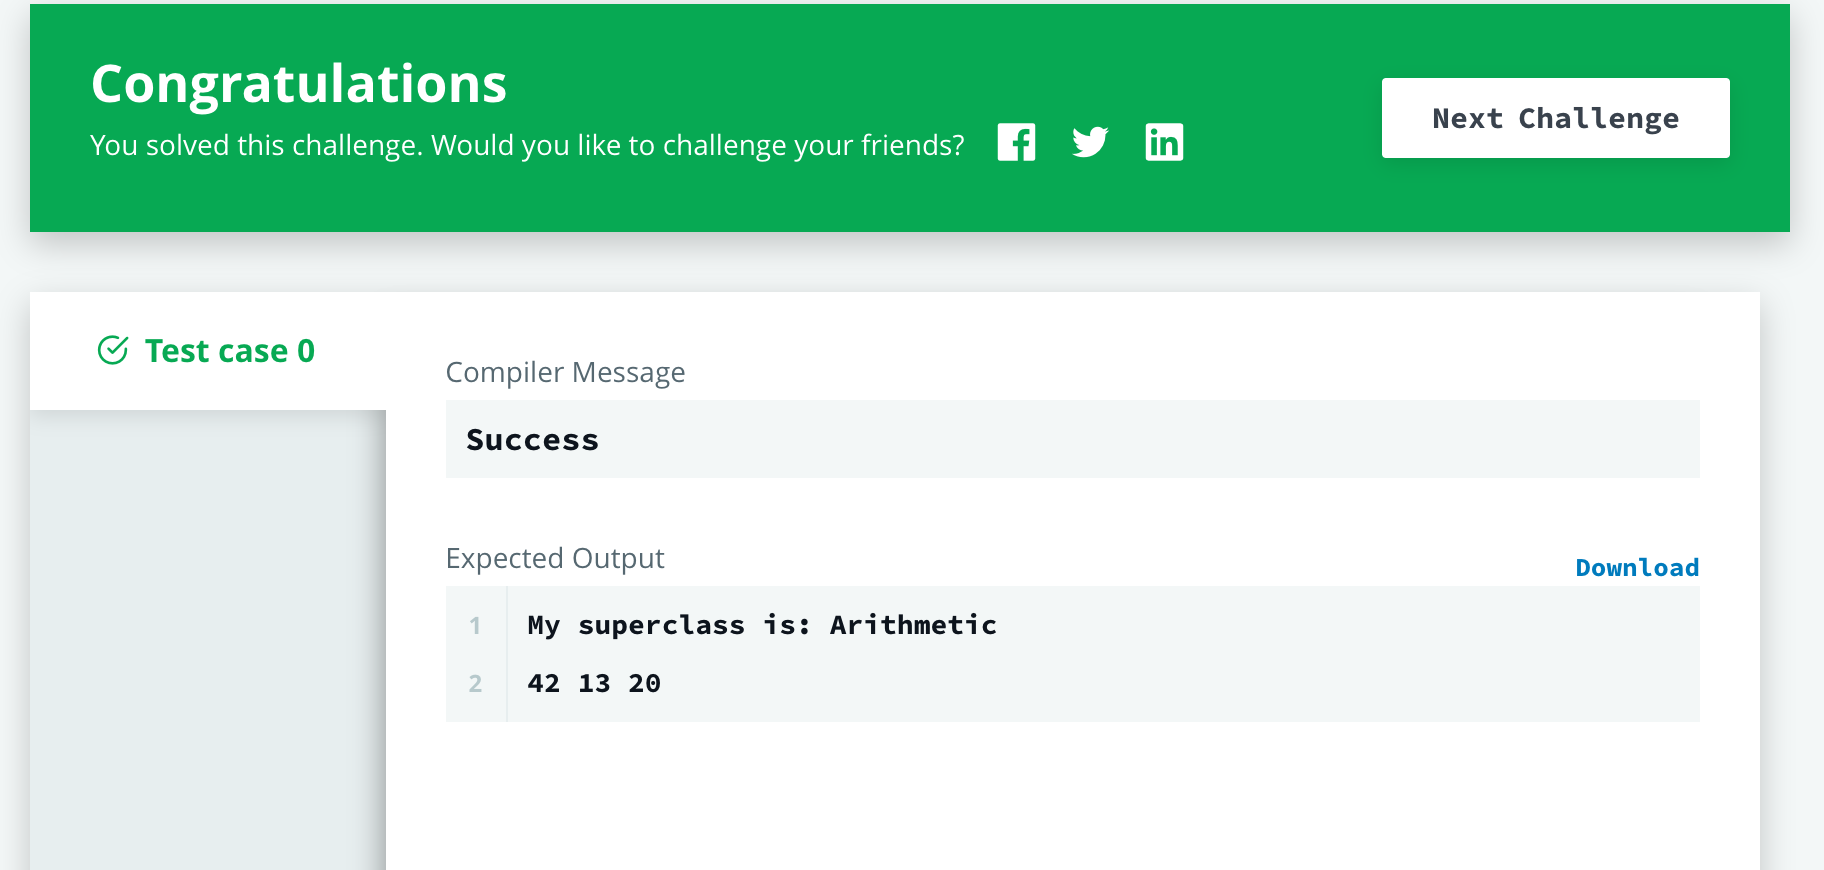 Congratulations
You solved this challenge. Would you like to challenge your friends?
Next Challenge
Test case 0
Compiler Message
Success
Expected Output
Download
1 My superclass is: Arithmetic
2 42 13 20